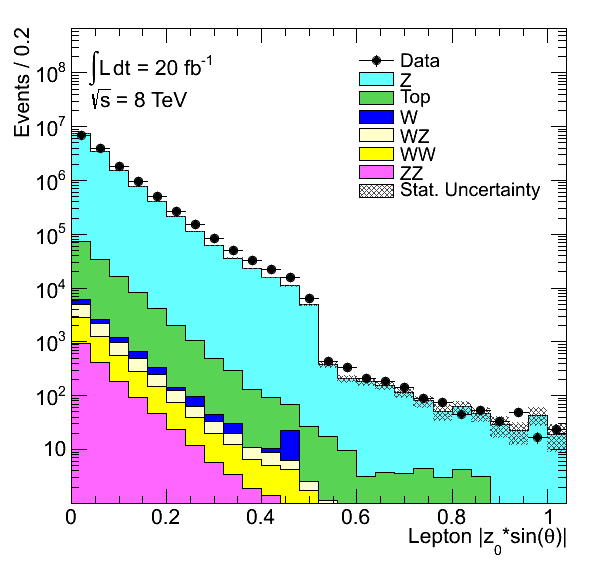 Events / 0.2
∫L dt = 20 fb⁻¹
√s = 8 TeV
Data
Z
Top
W
WZ
WW
ZZ
Stat. Uncertainty
10⁸
10⁷
10⁶
10⁵
10⁴
10³
10²
10
0 0.2 0.4 0.6 0.8 1
Lepton |z₀*sin(θ)|